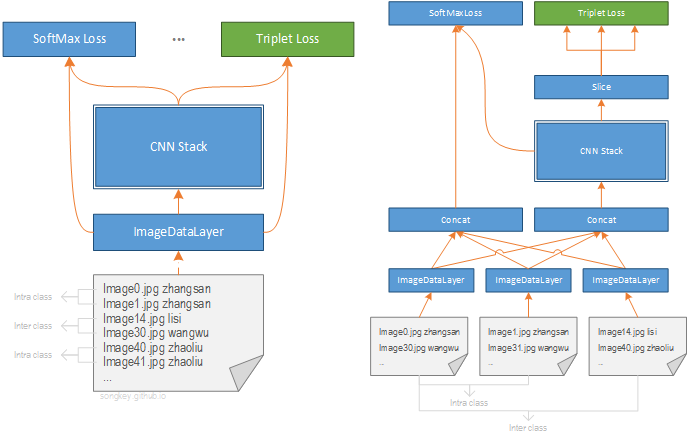 SoftMax Loss
...
Triplet Loss
CNN Stack
ImageDataLayer
Image0.jpg zhangsan
Image1.jpg zhangsan
Image14.jpg lisi
Image30.jpg wangwu
Image40.jpg zhaoliu
Image41.jpg zhaoliu
...
Intra class
Inter class
Intra class
songkey.github.io
SoftMaxLoss
Triplet Loss
Slice
CNN Stack
Concat
Concat
ImageDataLayer
ImageDataLayer
ImageDataLayer
Image0.jpg zhangsan
Image30.jpg wangwu
...
Image1.jpg zhangsan
Image31.jpg wangwu
...
Image14.jpg lisi
Image40.jpg zhaoliu
...
Intra class
Inter class